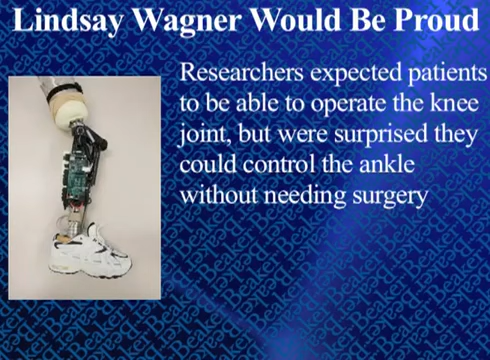 Lindsay Wagner Would Be Proud
Researchers expected patients
to be able to operate the knee
joint, but were surprised they
could control the ankle
without needing surgery